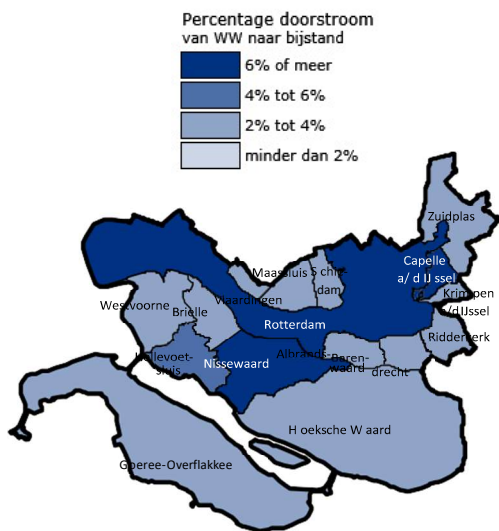 Percentage doorstroom
van WW naar bijstand
6% of meer
4% tot 6%
2% tot 4%
minder dan 2%
Zuidplas
Capelle
a/ d IJ ssel
Maassluis
S chie-
dam
Krimpen
a/d IJssel
Westvoorne
Brielle
Vlaardingen
Rotterdam
Ridderkerk
Hellevoet-
sluis
Nissewaard
Albrands-
waard
Baren-
drecht
H oeksche W aard
Goeree-Overflakkee